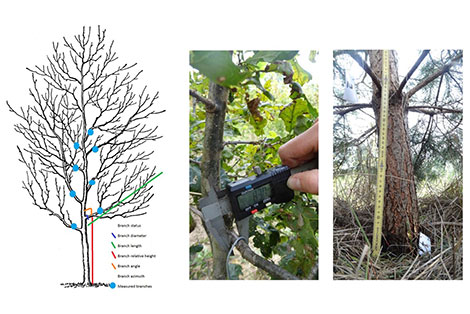 Branch status
Branch diameter
Branch length
Branch relative height
Branch angle
Branch azimuth
Measured branches